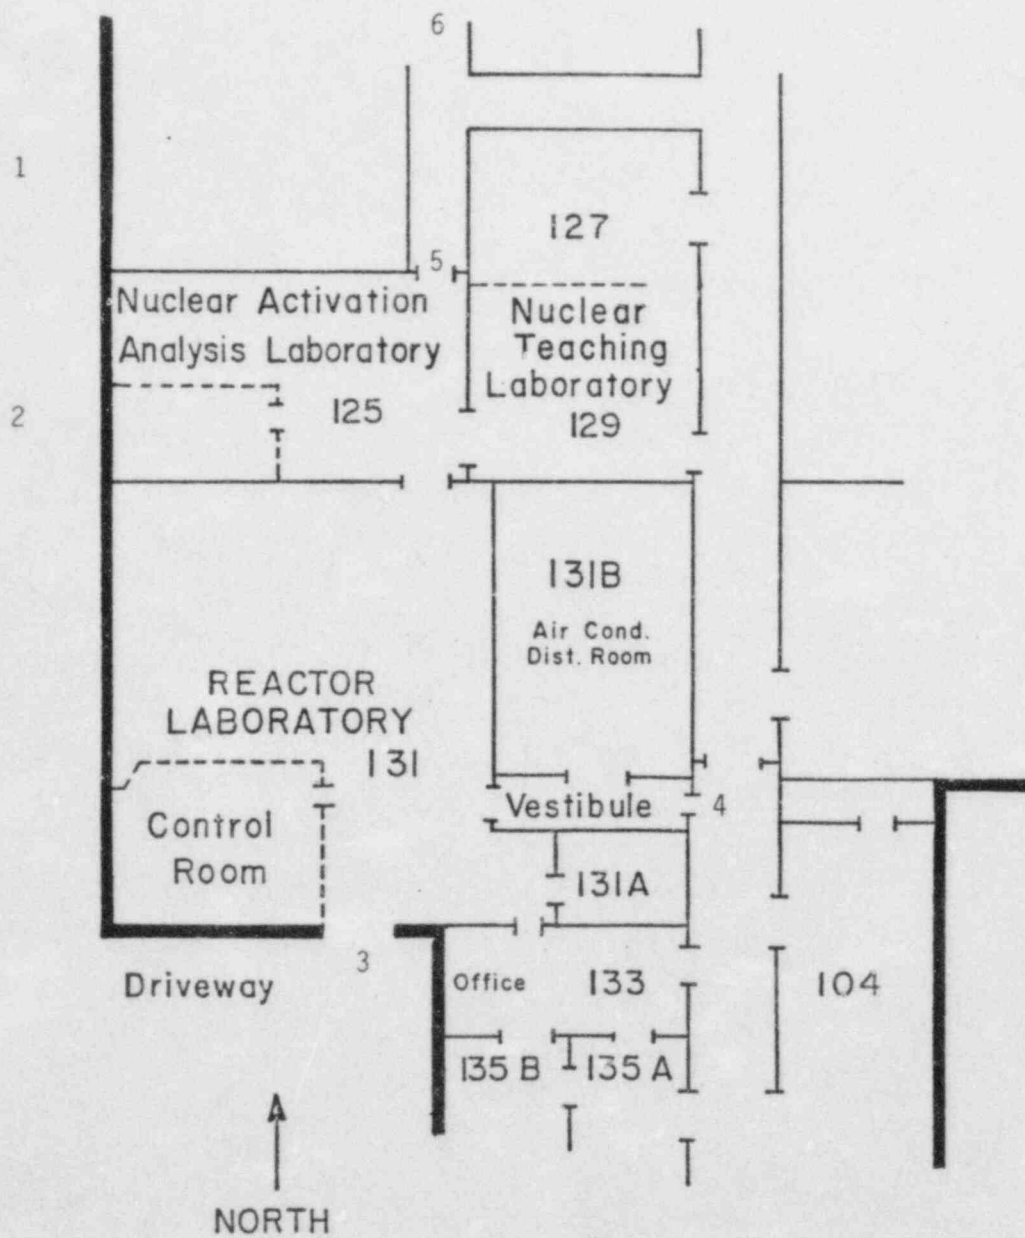 6
1
127
5
Nuclear Activation
Analysis Laboratory
Nuclear
Teaching
Laboratory
129
2
125
131B
Air Cond.
Dist. Room
REACTOR
LABORATORY
131
Vestibule
4
Control
Room
131A
3
Driveway
Office
133
104
135 B
135 A
NORTH